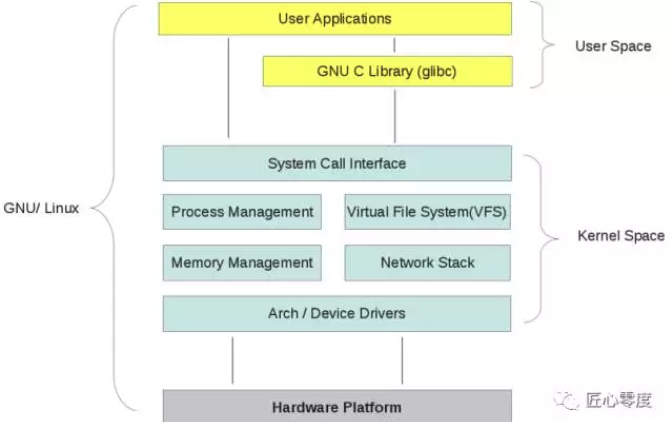 User Applications
User Space
GNU C Library (glibc)
System Call Interface
GNU/ Linux
Process Management
Virtual File System(VFS)
Kernel Space
Memory Management
Network Stack
Arch / Device Drivers
Hardware Platform
匠心零度